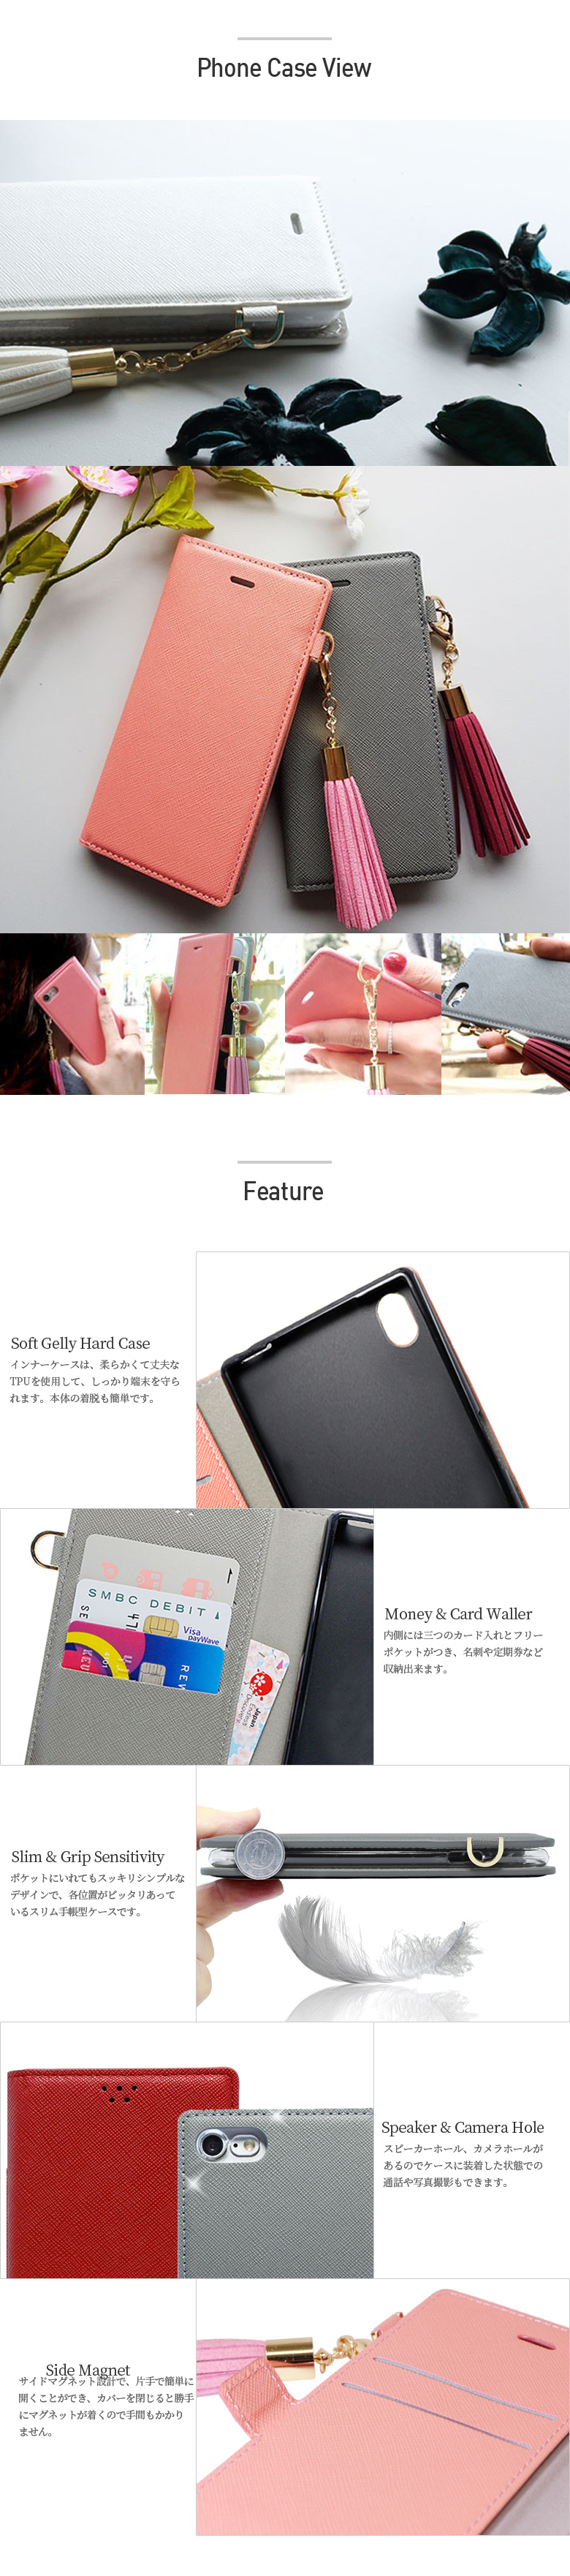 Phone Case View
Feature
Soft Gelly Hard Case
インナーケースは、柔らかくて丈夫な
TPUを使用して、しっかり端末を守ら
れます。本体の着脱も簡単です。
SMBC DEBIT
Visa
payWave
Japan
Money & Card Waller
内側には三つのカード入れとフリー
ポケットがつき、名刺や定期券など
収納出来ます。
Slim & Grip Sensitivity
ポケットにいれてもスッキリシンプルな
デザインで、各位置がピッタリあって
いるスリム手帳型ケースです。
Speaker & Camera Hole
スピーカーホール、カメラホールが
あるのでケースに装着した状態での
通話や写真撮影もできます。
Side Magnet
サイドマグネット設計で、片手で簡単に
開くことができ、カバーを閉じると勝手
にマグネットが着くので手間もかかり
ません。